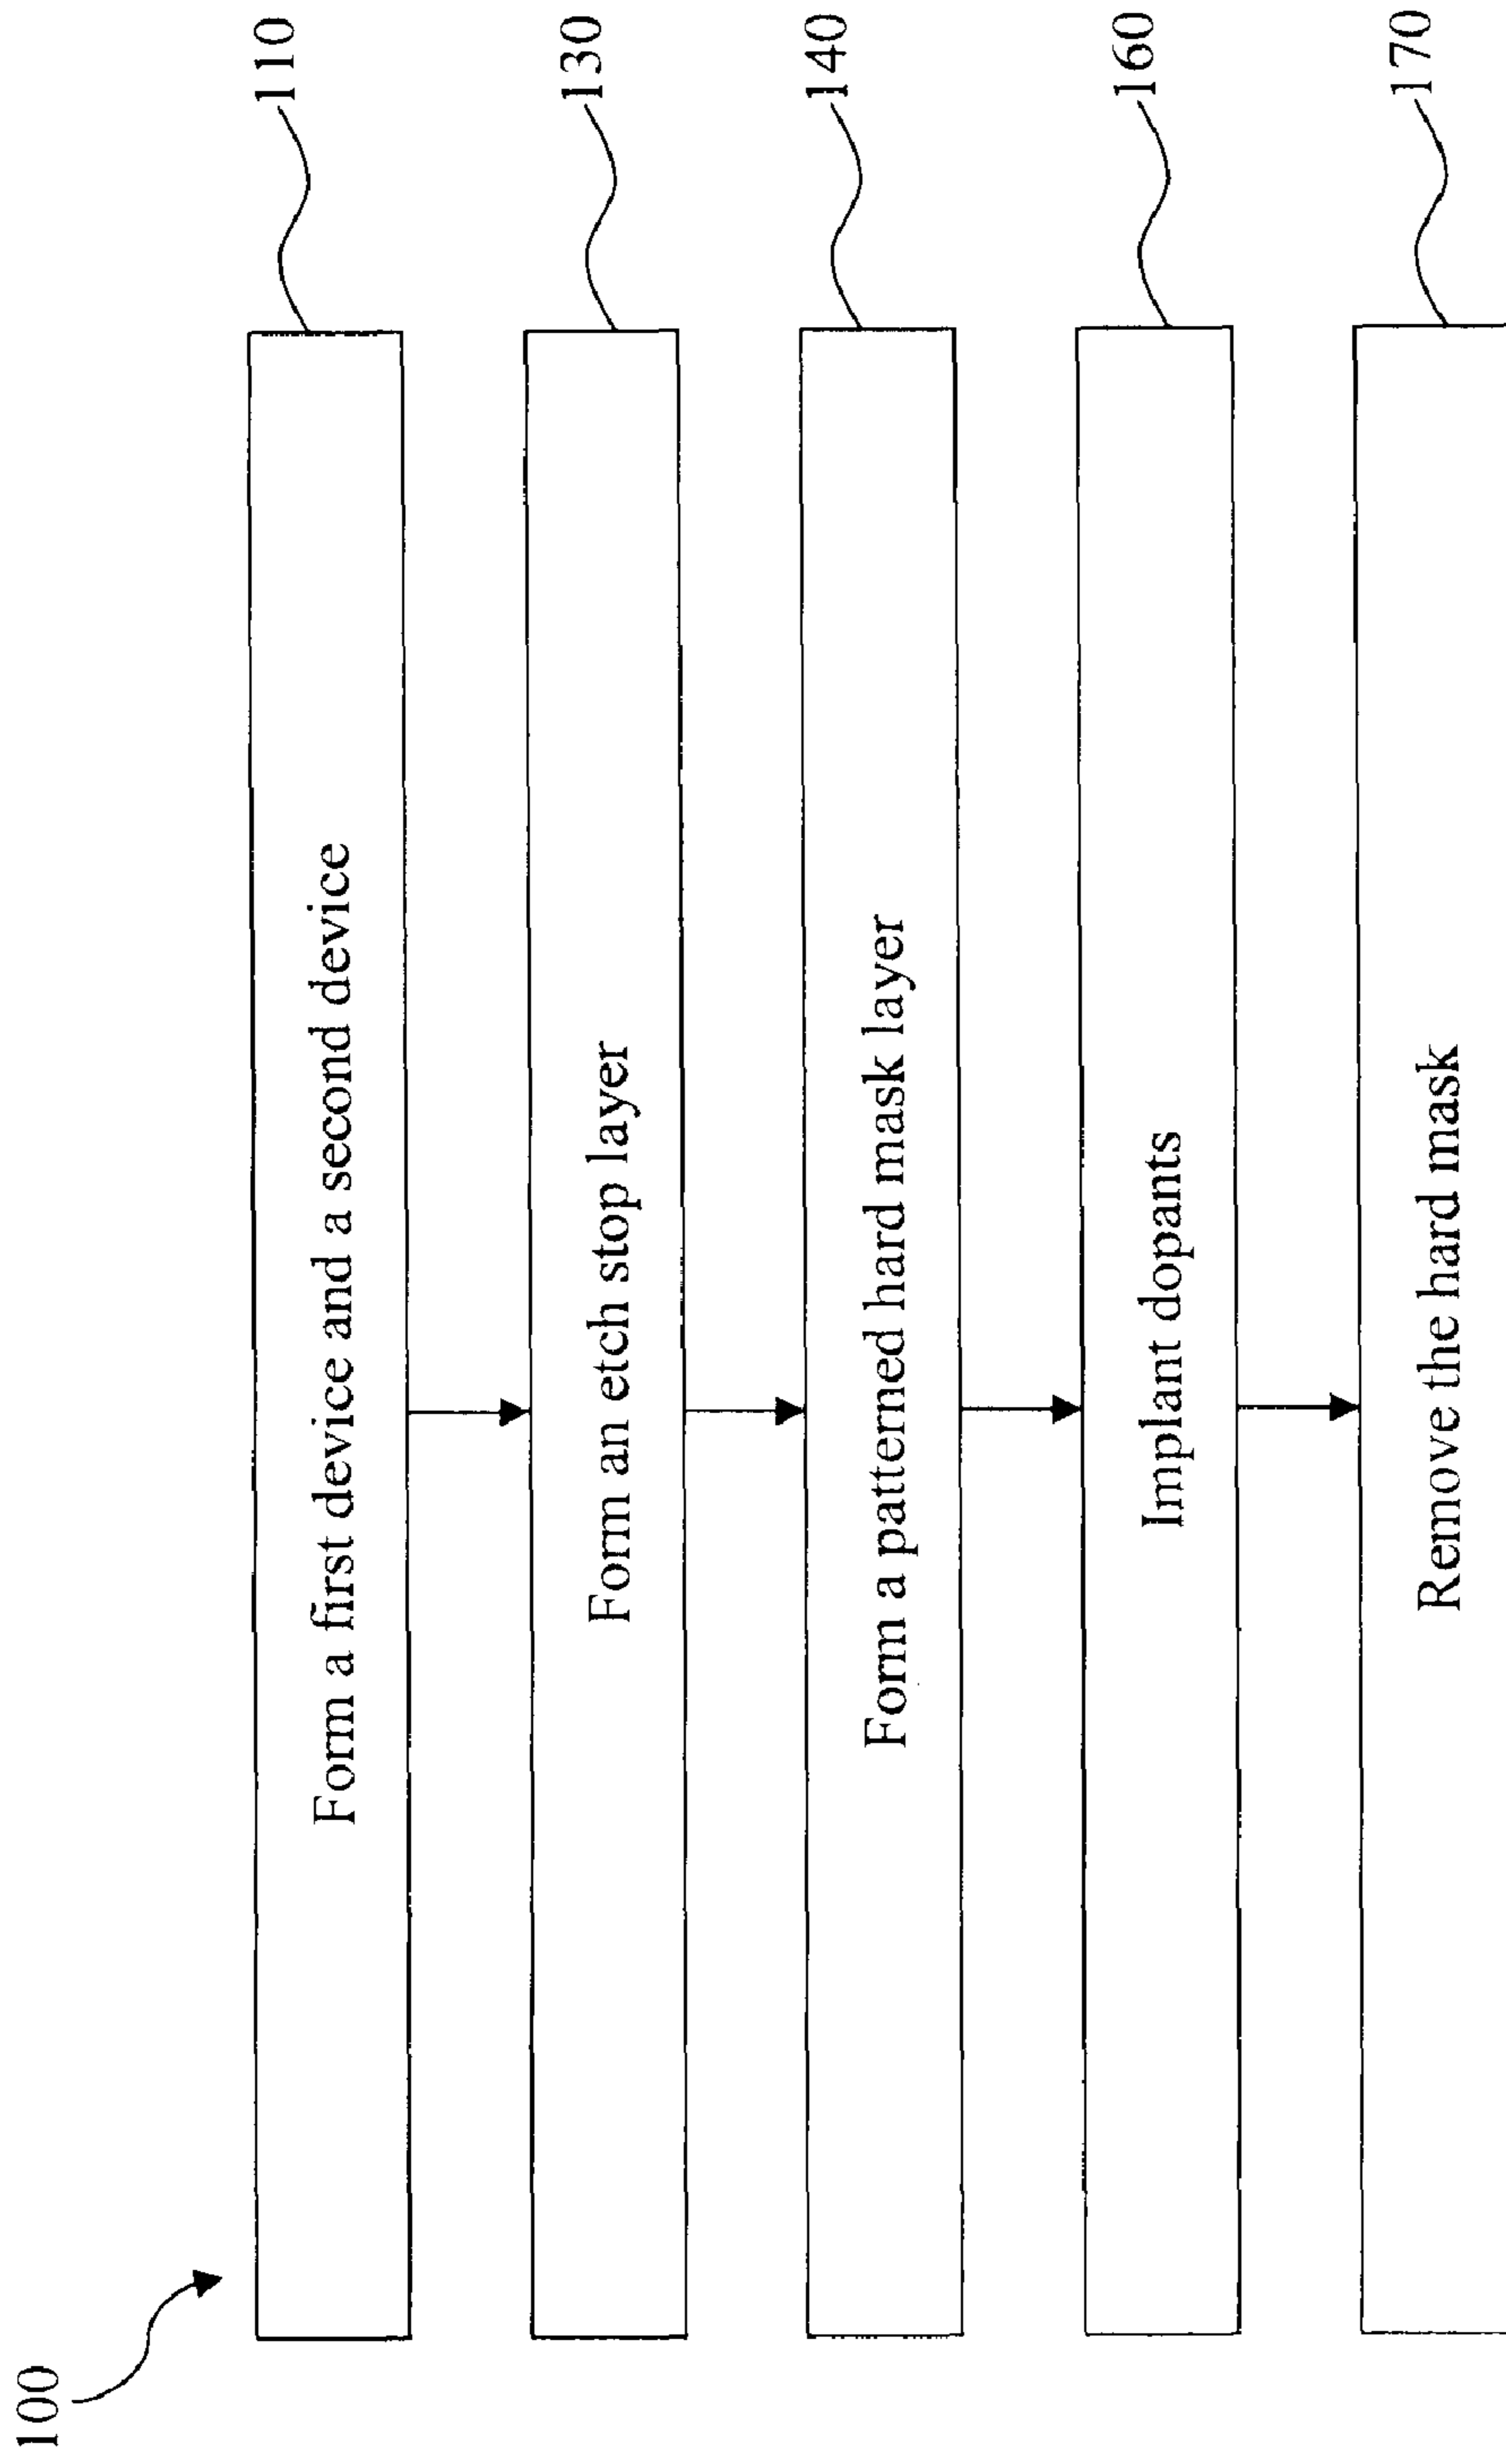 100
Form a first device and a second device
110
Form an etch stop layer
130
Form a patterned hard mask layer
140
Implant dopants
160
Remove the hard mask
170